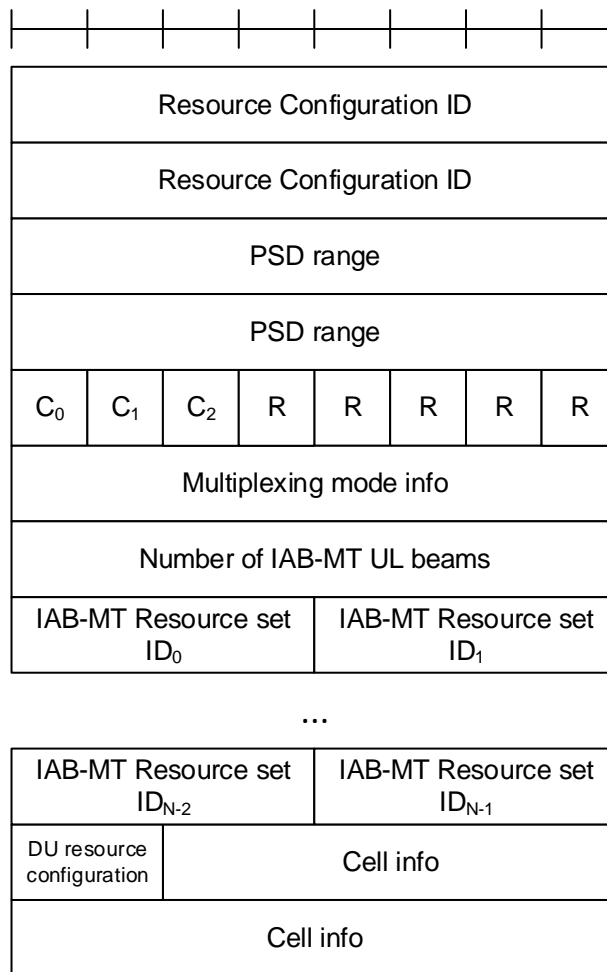 Resource Configuration ID
Resource Configuration ID
PSD range
PSD range
C₀ C₁ C₂ R R R R R
Multiplexing mode info
Number of IAB-MT UL beams
IAB-MT Resource set
ID₀
IAB-MT Resource set
ID₁
...
IAB-MT Resource set
ID_N-2
IAB-MT Resource set
ID_N-1
DU resource
configuration
Cell info
Cell info